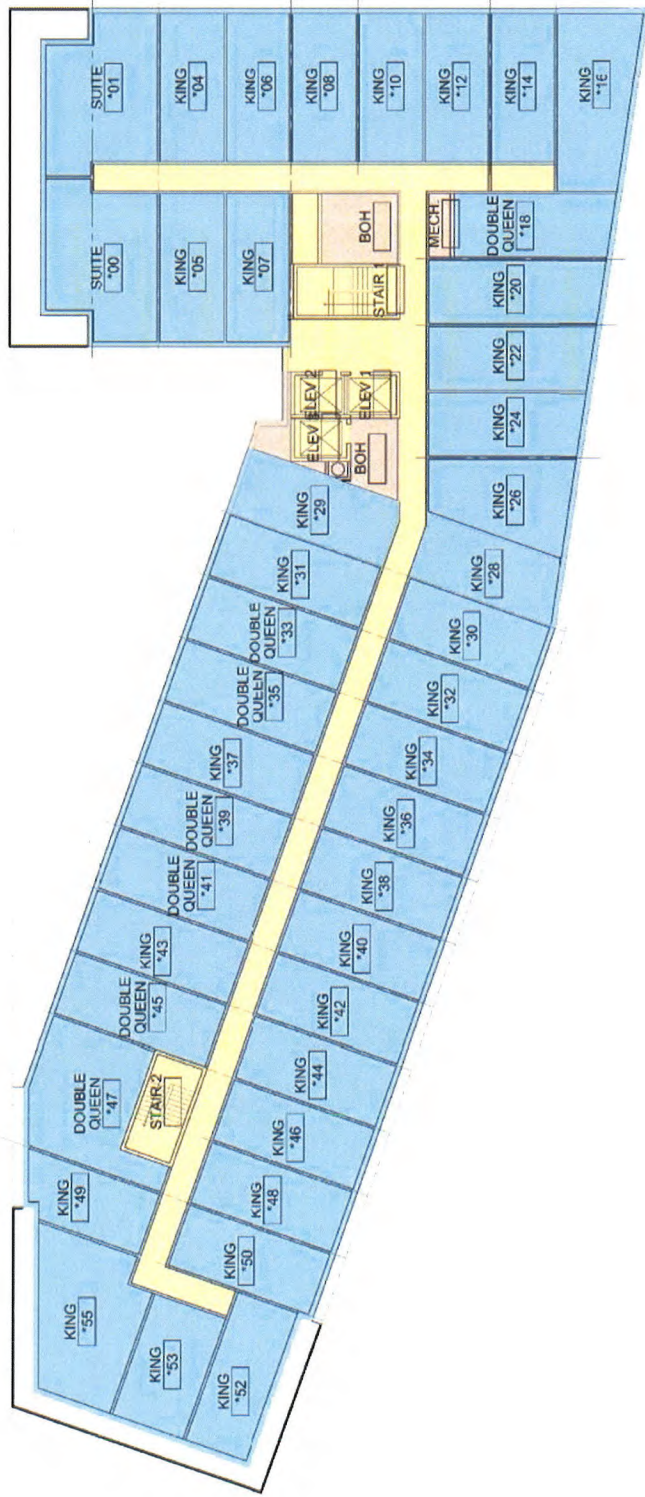 SUITE
*01
KING
*04
KING
*06
KING
*08
KING
*10
KING
*12
KING
*14
KING
*16
SUITE
*00
KING
*05
KING
*07
BOH
STAIR 1
MECH.
DOUBLE
QUEEN
*18
KING
*20
KING
*22
KING
*24
KING
*26
ELEV 2
ELEV 1
ELEV
BOH
KING
*29
KING
*31
DOUBLE
QUEEN
*33
DOUBLE
QUEEN
*35
KING
*37
DOUBLE
QUEEN
*39
DOUBLE
QUEEN
*41
KING
*43
DOUBLE
QUEEN
*45
DOUBLE
QUEEN
*47
STAIR 2
KING
*49
KING
*55
KING
*53
KING
*52
KING
*28
KING
*30
KING
*32
KING
*34
KING
*36
KING
*38
KING
*40
KING
*42
KING
*44
KING
*46
KING
*48
KING
*50